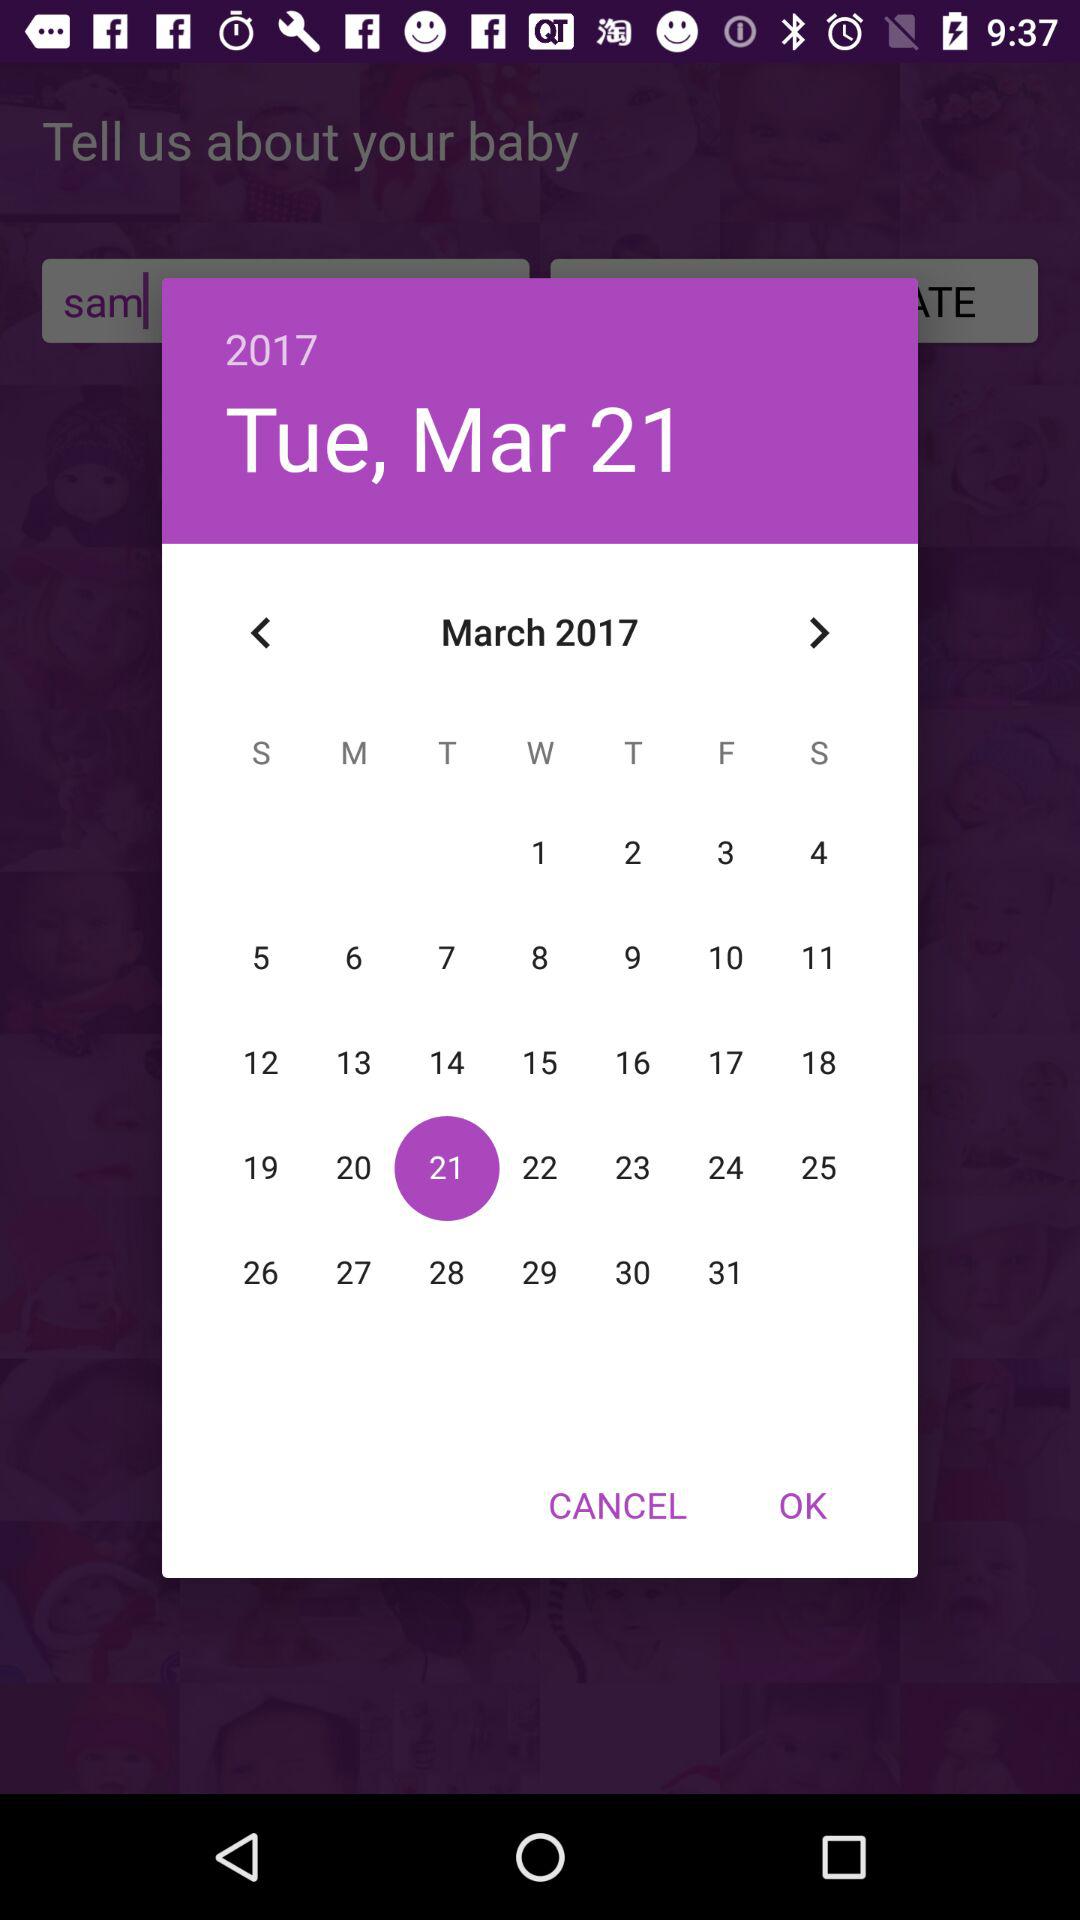 QT 淘 9:37
Tell us about your baby
sam ATE
2017
Tue, Mar 21
March 2017
S M T W T F S
1 2 3 4
5 6 7 8 9 10 11
12 13 14 15 16 17 18
19 20 21 22 23 24 25
26 27 28 29 30 31
CANCEL OK